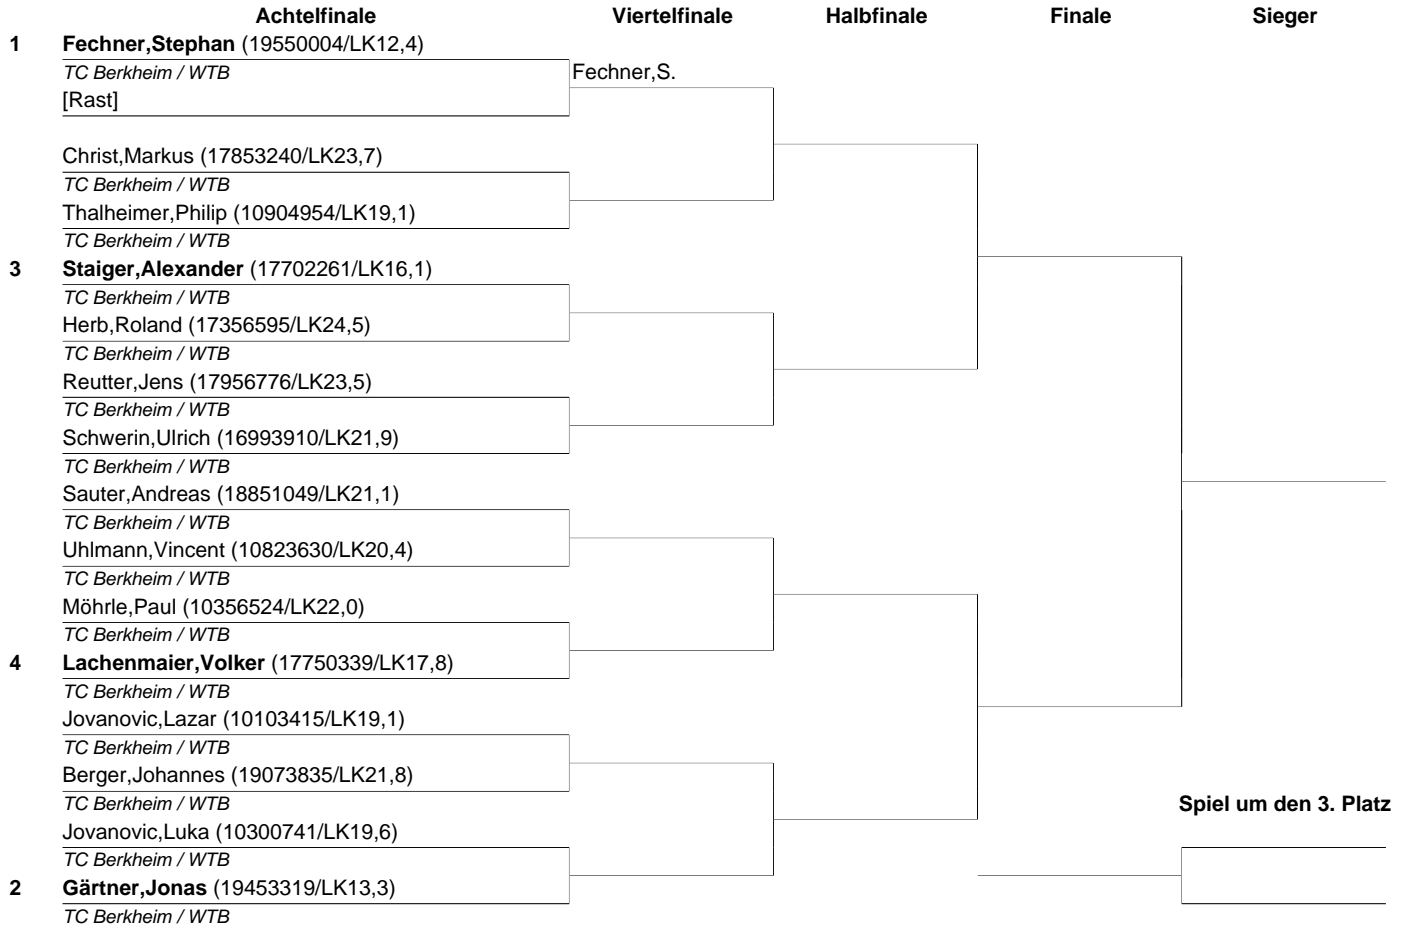 Achtelfinale Viertelfinale Halbfinale Finale Sieger
1 Fechner,Stephan (19550004/LK12,4)
TC Berkheim / WTB Fechner,S.
[Rast]
Christ,Markus (17853240/LK23,7)
TC Berkheim / WTB
Thalheimer,Philip (10904954/LK19,1)
TC Berkheim / WTB
3 Staiger,Alexander (17702261/LK16,1)
TC Berkheim / WTB
Herb,Roland (17356595/LK24,5)
TC Berkheim / WTB
Reutter,Jens (17956776/LK23,5)
TC Berkheim / WTB
Schwerin,Ulrich (16993910/LK21,9)
TC Berkheim / WTB
Sauter,Andreas (18851049/LK21,1)
TC Berkheim / WTB
Uhlmann,Vincent (10823630/LK20,4)
TC Berkheim / WTB
Möhrle,Paul (10356524/LK22,0)
TC Berkheim / WTB
4 Lachenmaier,Volker (17750339/LK17,8)
TC Berkheim / WTB
Jovanovic,Lazar (10103415/LK19,1)
TC Berkheim / WTB
Berger,Johannes (19073835/LK21,8)
TC Berkheim / WTB Spiel um den 3. Platz
Jovanovic,Luka (10300741/LK19,6)
TC Berkheim / WTB
2 Gärtner,Jonas (19453319/LK13,3)
TC Berkheim / WTB